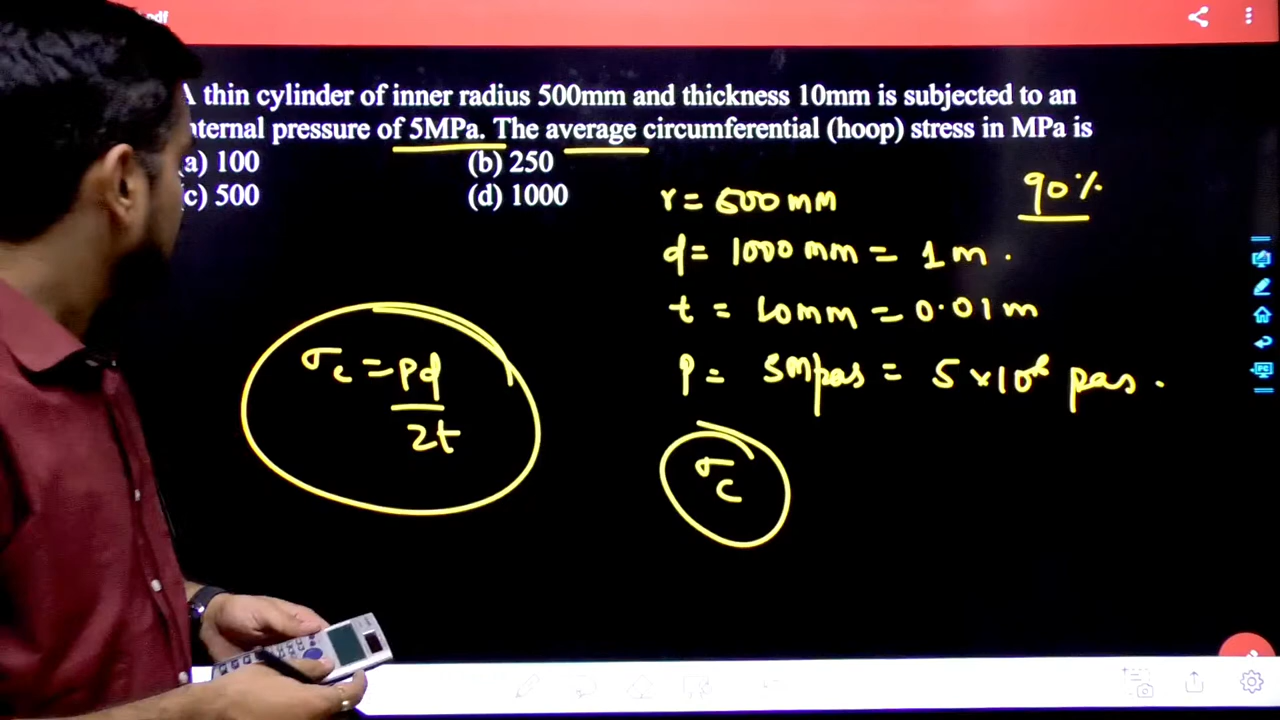 .pdf
A thin cylinder of inner radius 500mm and thickness 10mm is subjected to an
nternal pressure of 5MPa. The average circumferential (hoop) stress in MPa is
a) 100 (b) 250
c) 500 (d) 1000
90%
r = 500 mm
d = 1000 mm = 1 m.
t = 10mm = 0.01 m
p = 5Mpas = 5 × 10⁶ pas.
σc = pd
2t
σc